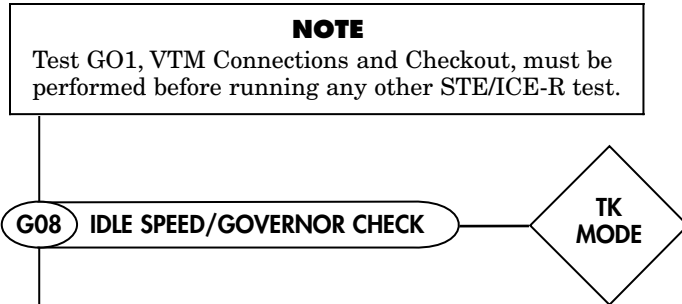 NOTE
Test GO1, VTM Connections and Checkout, must be
performed before running any other STE/ICE-R test.
G08 IDLE SPEED/GOVERNOR CHECK
TK
MODE